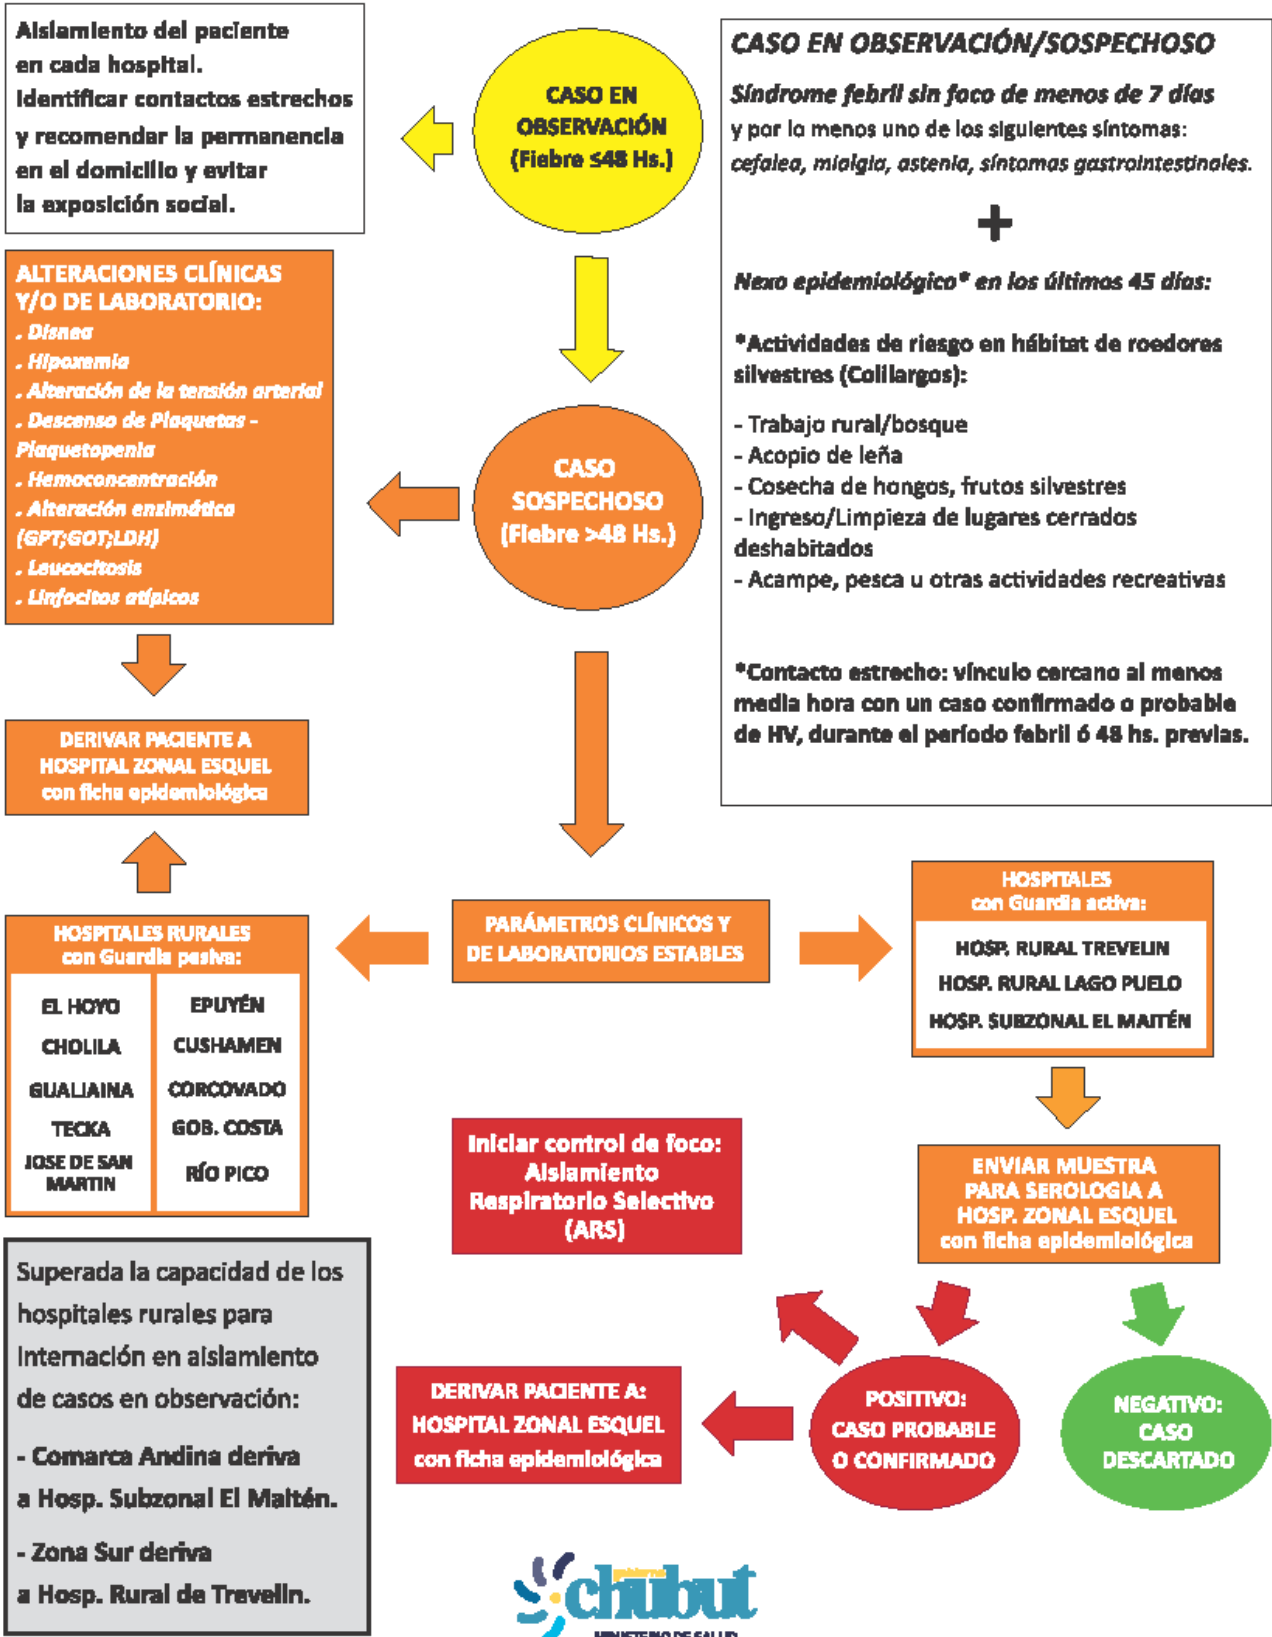 Aislamiento del paciente
en cada hospital.
Identificar contactos estrechos
y recomendar la permanencia
en el domicilio y evitar
la exposición social.
CASO EN
OBSERVACIÓN
(Fiebre ≤48 Hs.)
CASO EN OBSERVACIÓN/SOSPECHOSO
Síndrome febril sin foco de menos de 7 días
y por lo menos uno de los siguientes síntomas:
cefalea, mialgia, astenia, síntomas gastrointestinales.
+
Nexo epidemiológico* en los últimos 45 días:
*Actividades de riesgo en hábitat de roedores
silvestres (Colilargos):
- Trabajo rural/bosque
- Acopio de leña
- Cosecha de hongos, frutos silvestres
- Ingreso/Limpieza de lugares cerrados
deshabitados
- Acampe, pesca u otras actividades recreativas
*Contacto estrecho: vínculo cercano al menos
media hora con un caso confirmado o probable
de HV, durante el período febril ó 48 hs. previas.
ALTERACIONES CLÍNICAS
Y/O DE LABORATORIO:
. Disnea
. Hipoxemia
. Alteración de la tensión arterial
. Descenso de Plaquetas -
Plaquetopenia
. Hemoconcentración
. Alteración enzimática
(GPT;GOT;LDH)
. Leucocitosis
. Linfocitos atípicos
CASO
SOSPECHOSO
(Fiebre >48 Hs.)
DERIVAR PACIENTE A
HOSPITAL ZONAL ESQUEL
con ficha epidemiológica
HOSPITALES RURALES
con Guardia pasiva:
EL HOYO
CHOLILA
GUALJAINA
TECKA
JOSE DE SAN
MARTIN
EPUYÉN
CUSHAMEN
CORCOVADO
GOB. COSTA
RÍO PICO
PARÁMETROS CLÍNICOS Y
DE LABORATORIOS ESTABLES
HOSPITALES
con Guardia activa:
HOSP. RURAL TREVELIN
HOSP. RURAL LAGO PUELO
HOSP. SUBZONAL EL MAITÉN
ENVIAR MUESTRA
PARA SEROLOGIA A
HOSP. ZONAL ESQUEL
con ficha epidemiológica
Iniciar control de foco:
Aislamiento
Respiratorio Selectivo
(ARS)
DERIVAR PACIENTE A:
HOSPITAL ZONAL ESQUEL
con ficha epidemiológica
POSITIVO:
CASO PROBABLE
O CONFIRMADO
NEGATIVO:
CASO
DESCARTADO
Superada la capacidad de los
hospitales rurales para
internación en aislamiento
de casos en observación:
- Comarca Andina deriva
a Hosp. Subzonal El Maitén.
- Zona Sur deriva
a Hosp. Rural de Trevelin.
gobierno
chubut
MINISTERIO DE SALUD